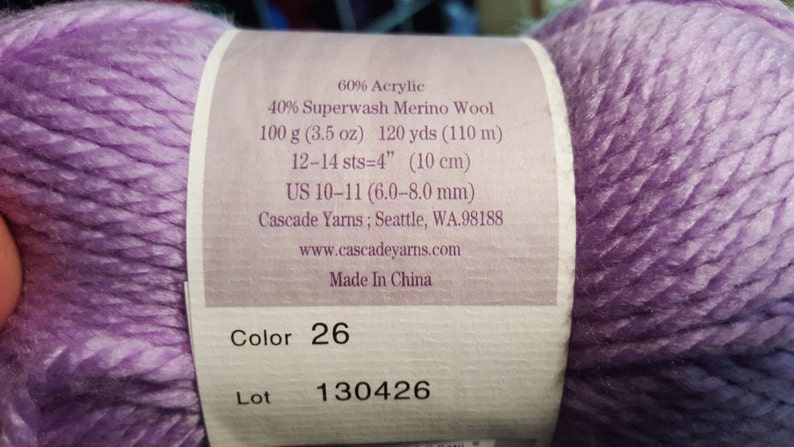 60% Acrylic
40% Superwash Merino Wool
100 g (3.5 oz) 120 yds (110 m)
12–14 sts=4” (10 cm)
US 10–11 (6.0–8.0 mm)
Cascade Yarns ; Seattle, WA.98188
www.cascadeyarns.com
Made In China
Color 26
Lot 130426